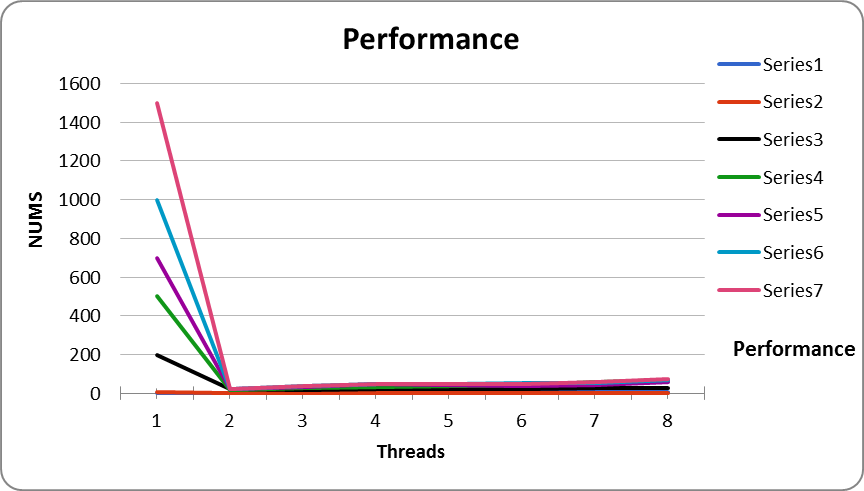 Performance
1600
1400
1200
1000
800
600
400
200
0
NUMS
1 2 3 4 5 6 7 8
Threads
Series1
Series2
Series3
Series4
Series5
Series6
Series7
Performance